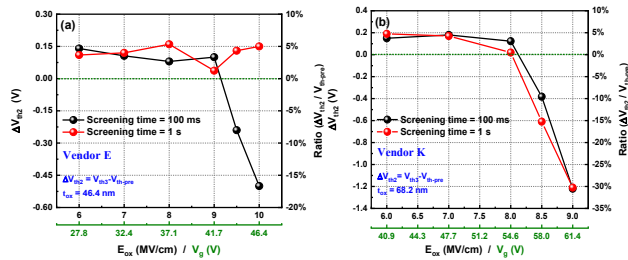 (a)
0.30
0.15
0.00
-0.15
-0.30
-0.45
-0.60
ΔVth2 (V)
10%
5%
0%
-5%
-10%
-15%
-20%
Ratio (ΔVth2 / Vth-pre)
Screening time = 100 ms
Screening time = 1 s
Vendor E
ΔVth2 = Vth3-Vth-pre
tox = 46.4 nm
6 7 8 9 10
27.8 32.4 37.1 41.7 46.4
Eox (MV/cm) / Vg (V)
(b)
0.4
0.2
0.0
-0.2
-0.4
-0.6
-0.8
-1.0
-1.2
-1.4
ΔVth2 (V)
10%
5%
0%
-5%
-10%
-15%
-20%
-25%
-30%
-35%
Ratio (ΔVth2 / Vth-pre)
Screening time = 100 ms
Screening time = 1 s
Vendor K
ΔVth2 = Vth3-Vth-pre
tox = 68.2 nm
6.0 6.5 7.0 7.5 8.0 8.5 9.0
40.9 44.3 47.7 51.2 54.6 58.0 61.4
Eox (MV/cm) / Vg (V)